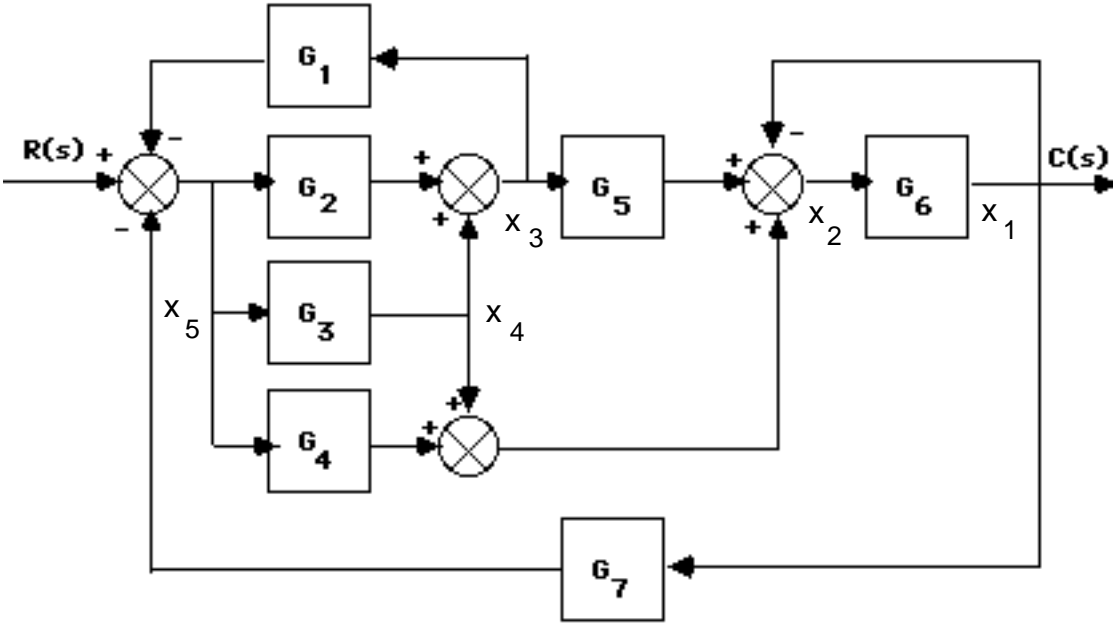 G1
-
-
R(s)
+
+
+
C(s)
G2
+
G5
+
G6
-
x3
x2
x1
x5
G3
x4
+
G4
+
G7